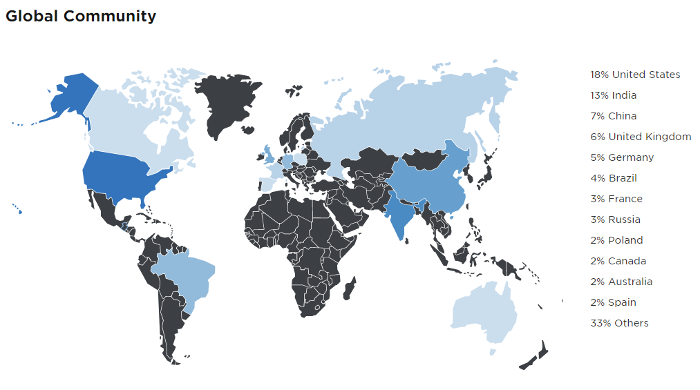 Global Community
18% United States
13% India
7% China
6% United Kingdom
5% Germany
4% Brazil
3% France
3% Russia
2% Poland
2% Canada
2% Australia
2% Spain
33% Others